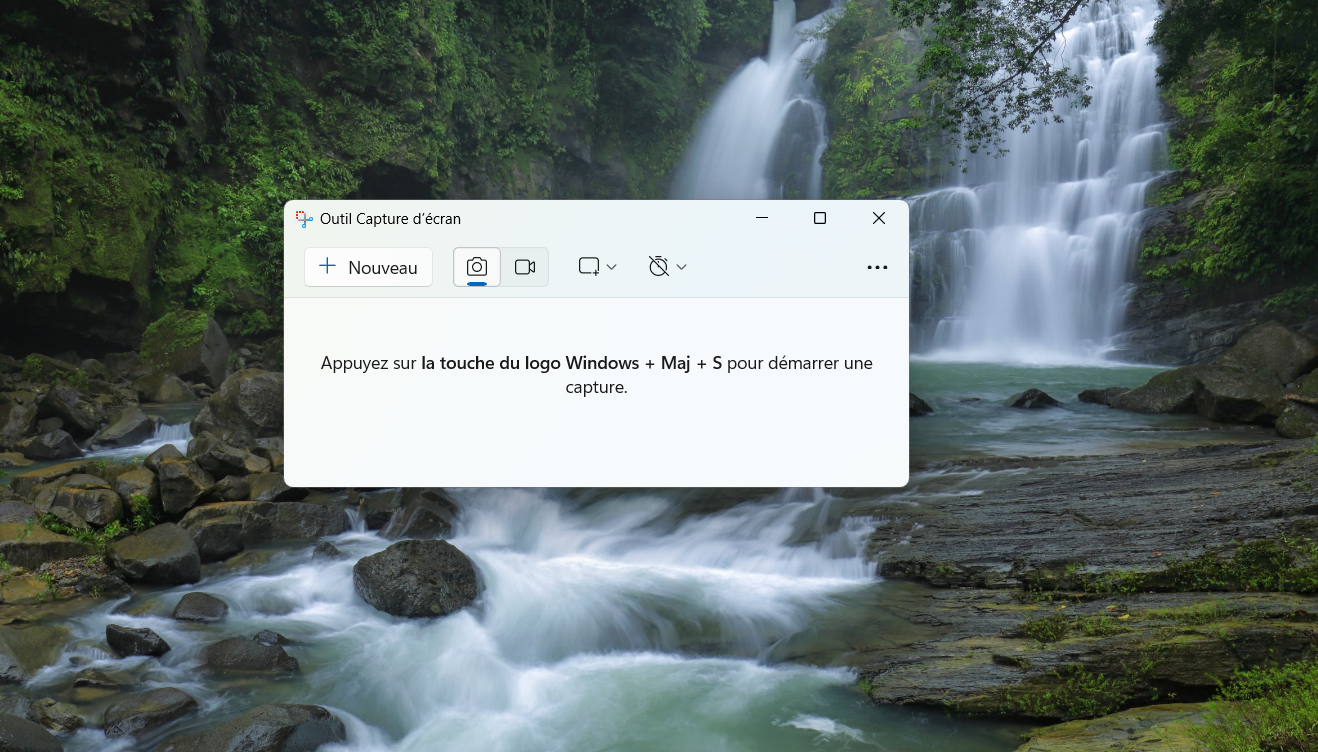 Outil Capture d’écran
Nouveau
Appuyez sur la touche du logo Windows + Maj + S pour démarrer une
capture.